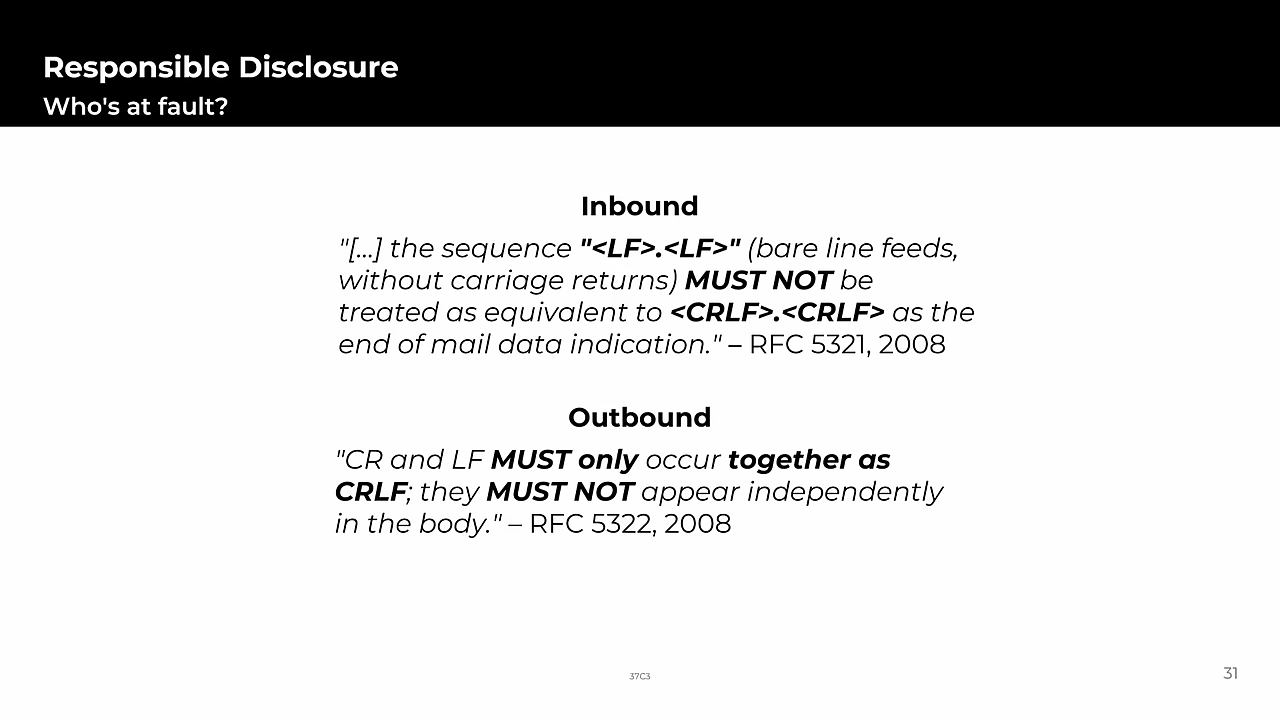 Responsible Disclosure
Who's at fault?
Inbound
"[...] the sequence "<LF>.<LF>" (bare line feeds,
without carriage returns) MUST NOT be
treated as equivalent to <CRLF>.<CRLF> as the
end of mail data indication." – RFC 5321, 2008
Outbound
"CR and LF MUST only occur together as
CRLF; they MUST NOT appear independently
in the body." – RFC 5322, 2008
37C3
31